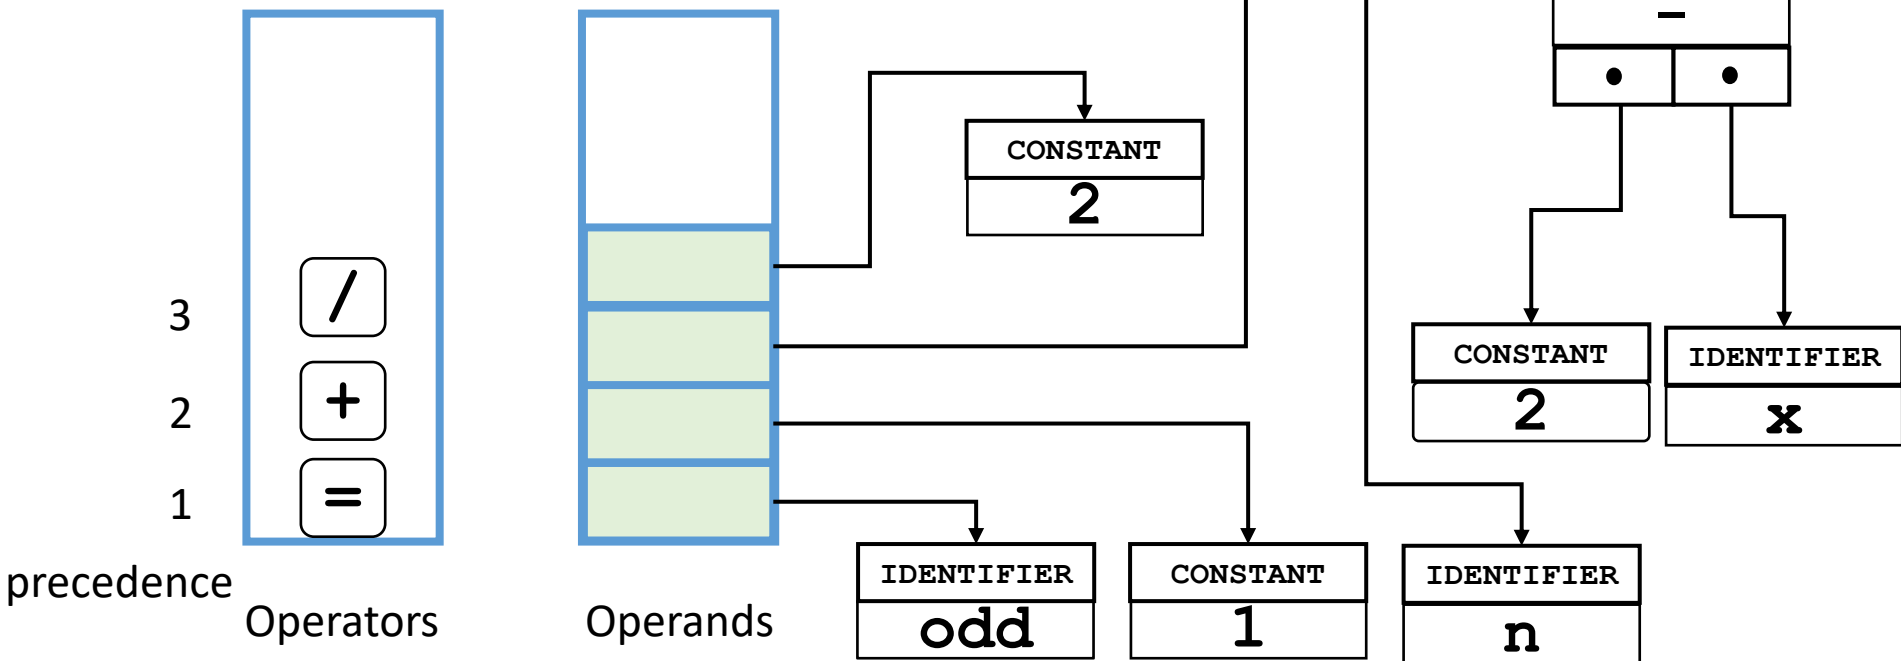 –
CONSTANT
2
/
3
CONSTANT
IDENTIFIER
2
x
+
2
=
1
IDENTIFIER
CONSTANT
IDENTIFIER
odd
1
n
precedence
Operators
Operands